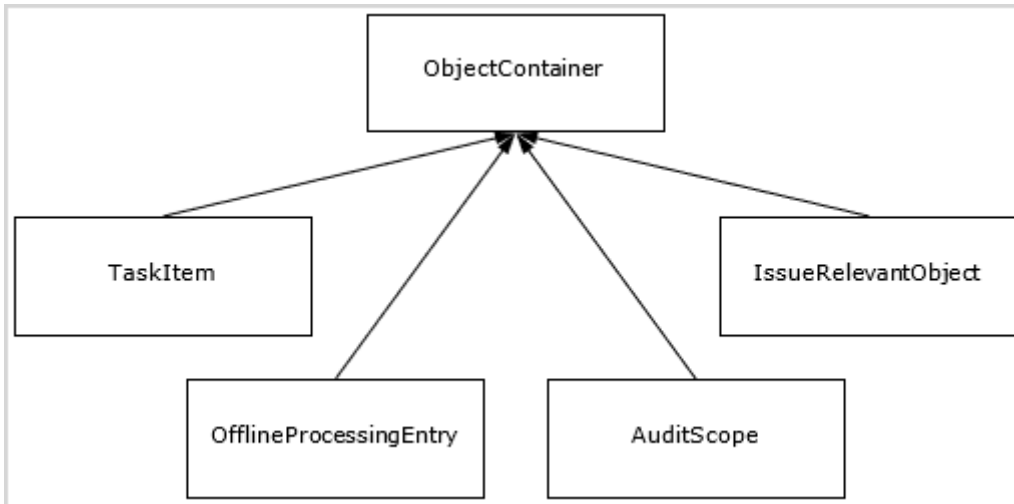 ObjectContainer
TaskItem
IssueRelevantObject
OfflineProcessingEntry
AuditScope